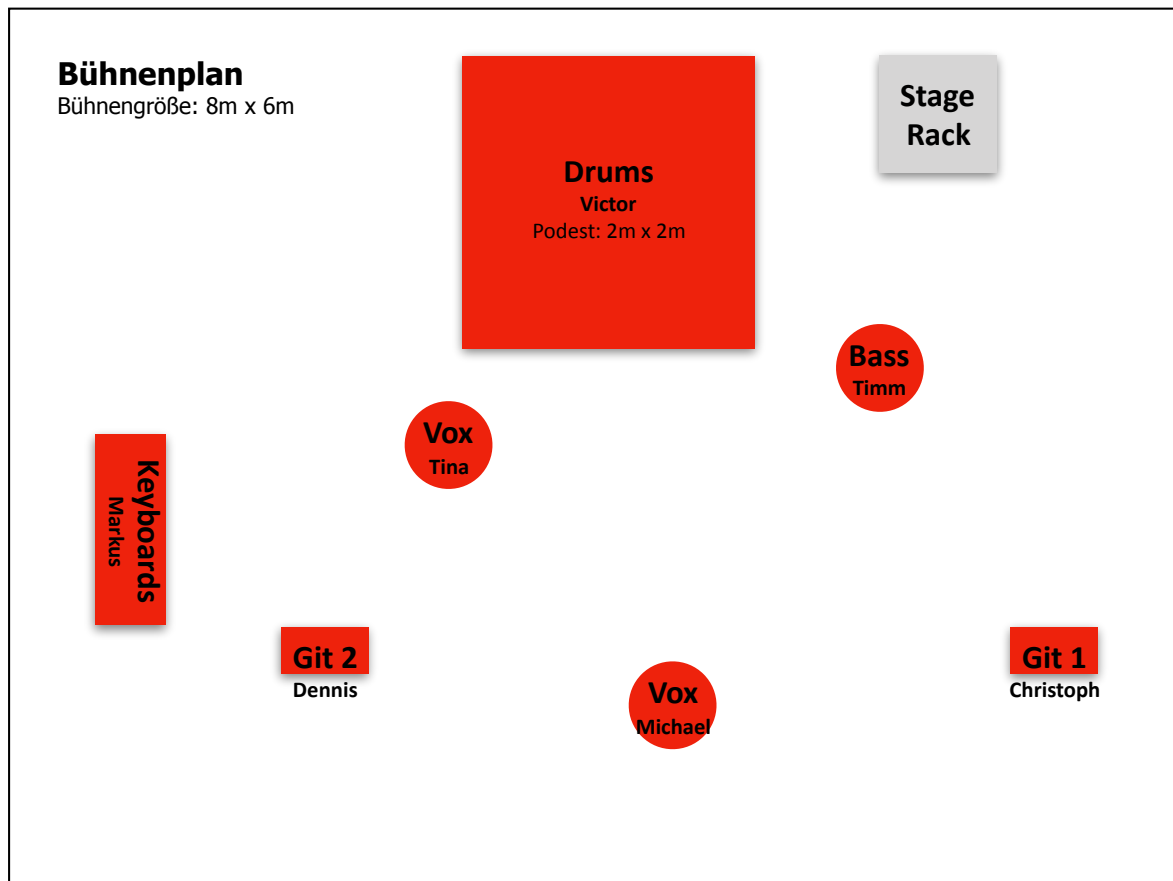 Bühnenplan
Bühnengröße: 8m x 6m
Stage
Rack
Drums
Victor
Podest: 2m x 2m
Bass
Timm
Vox
Tina
Keyboards
Markus
Git 2
Dennis
Vox
Michael
Git 1
Christoph